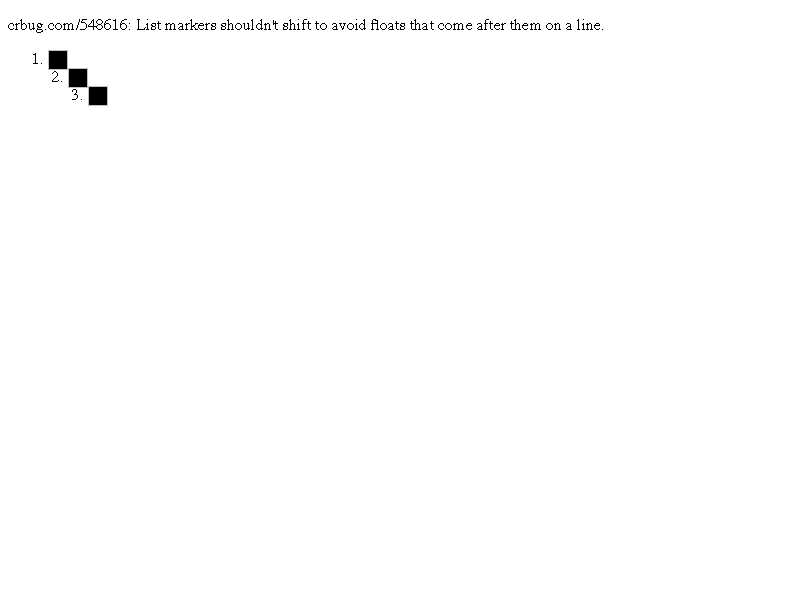 crbug.com/548616: List markers shouldn't shift to avoid floats that come after them on a line.
1.
2.
3.